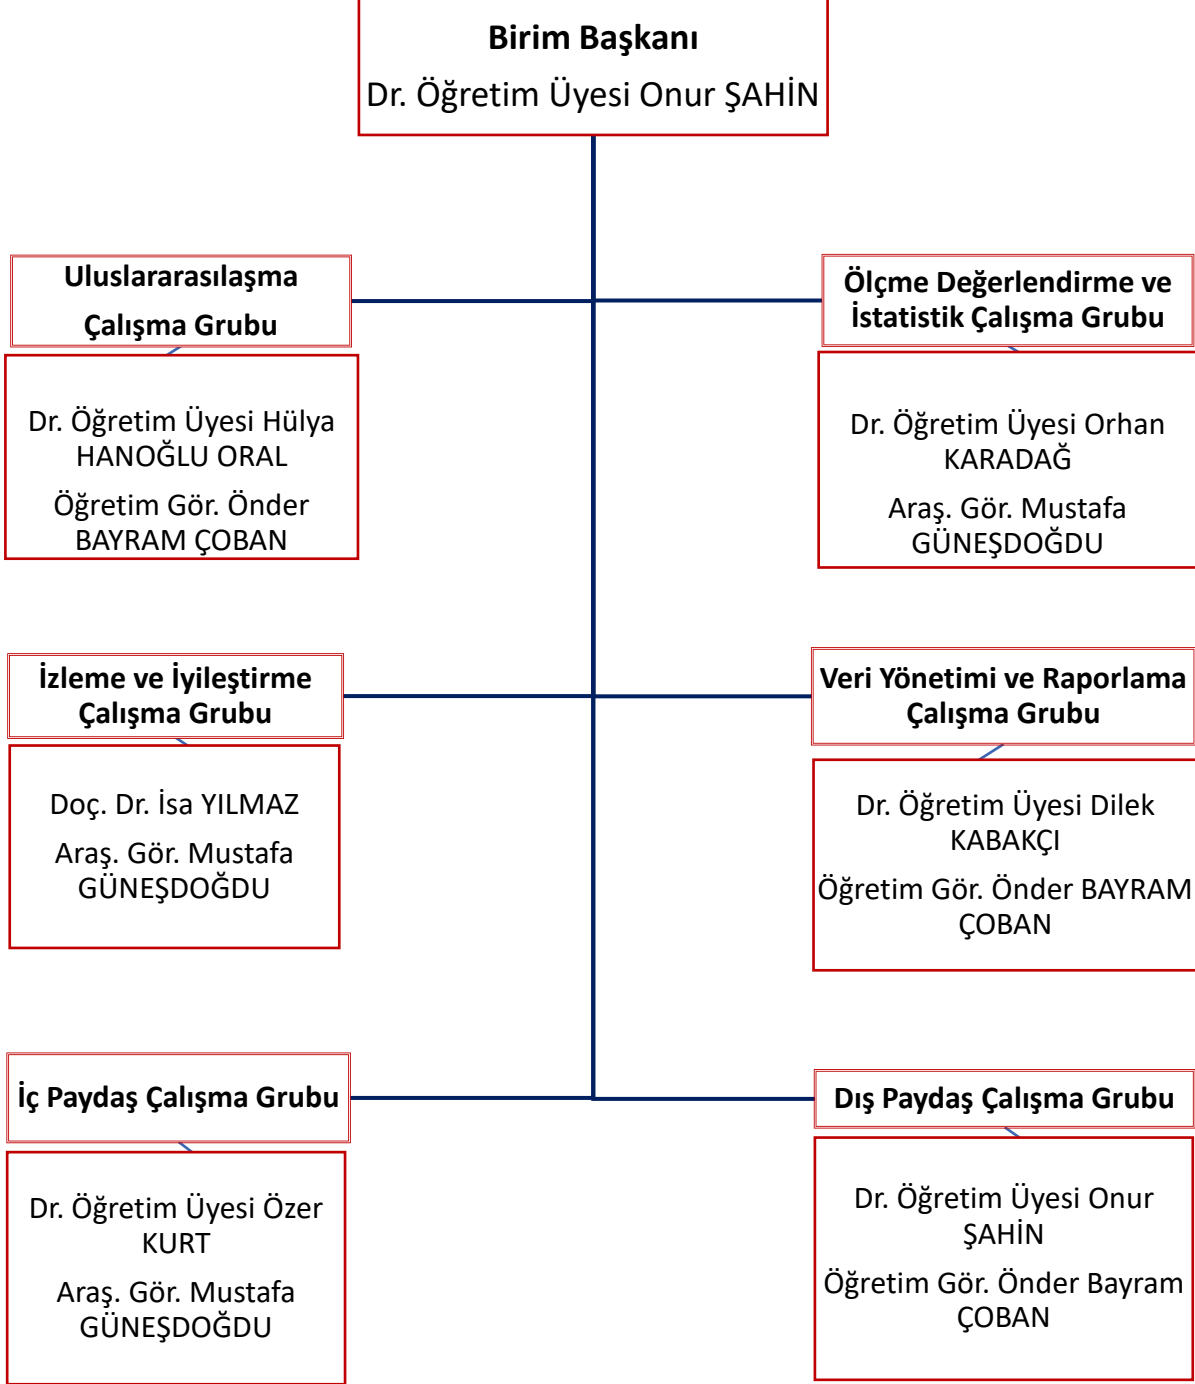 Birim Başkanı
Dr. Öğretim Üyesi Onur ŞAHİN
Uluslararasılaşma
Çalışma Grubu
Dr. Öğretim Üyesi Hülya
HANOĞLU ORAL
Öğretim Gör. Önder
BAYRAM ÇOBAN
Ölçme Değerlendirme ve
İstatistik Çalışma Grubu
Dr. Öğretim Üyesi Orhan
KARADAĞ
Araş. Gör. Mustafa
GÜNEŞDOĞDU
İzleme ve İyileştirme
Çalışma Grubu
Doç. Dr. İsa YILMAZ
Araş. Gör. Mustafa
GÜNEŞDOĞDU
Veri Yönetimi ve Raporlama
Çalışma Grubu
Dr. Öğretim Üyesi Dilek
KABAKÇI
Öğretim Gör. Önder BAYRAM
ÇOBAN
İç Paydaş Çalışma Grubu
Dr. Öğretim Üyesi Özer
KURT
Araş. Gör. Mustafa
GÜNEŞDOĞDU
Dış Paydaş Çalışma Grubu
Dr. Öğretim Üyesi Onur
ŞAHİN
Öğretim Gör. Önder Bayram
ÇOBAN